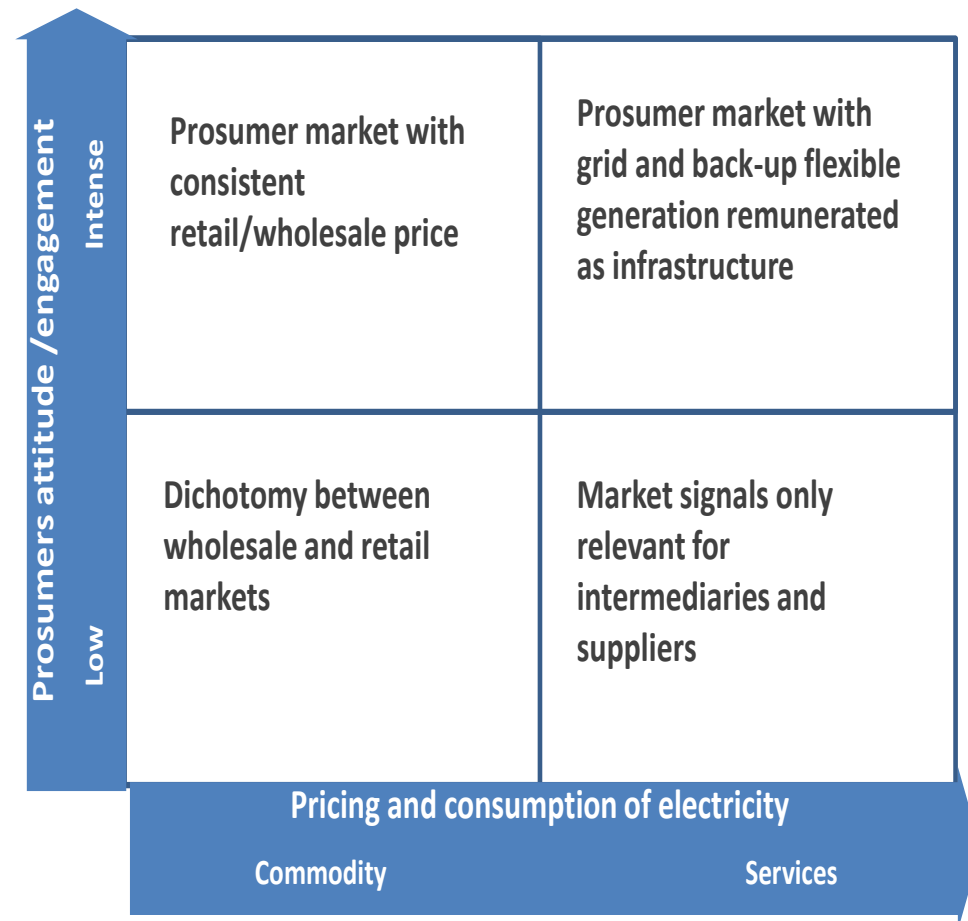 Prosumers attitude /engagement
Intense
Low
Prosumer market with
consistent
retail/wholesale price
Prosumer market with
grid and back-up flexible
generation remunerated
as infrastructure
Dichotomy between
wholesale and retail
markets
Market signals only
relevant for
intermediaries and
suppliers
Pricing and consumption of electricity
Commodity
Services